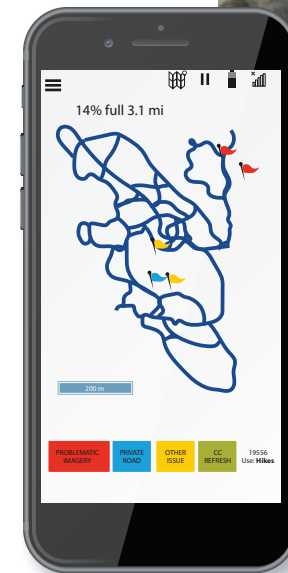 14% full 3.1 mi
200 m
PROBLEMATIC
IMAGERY
PRIVATE
ROAD
OTHER
ISSUE
CC
REFRESH
19556
Use: Hikes